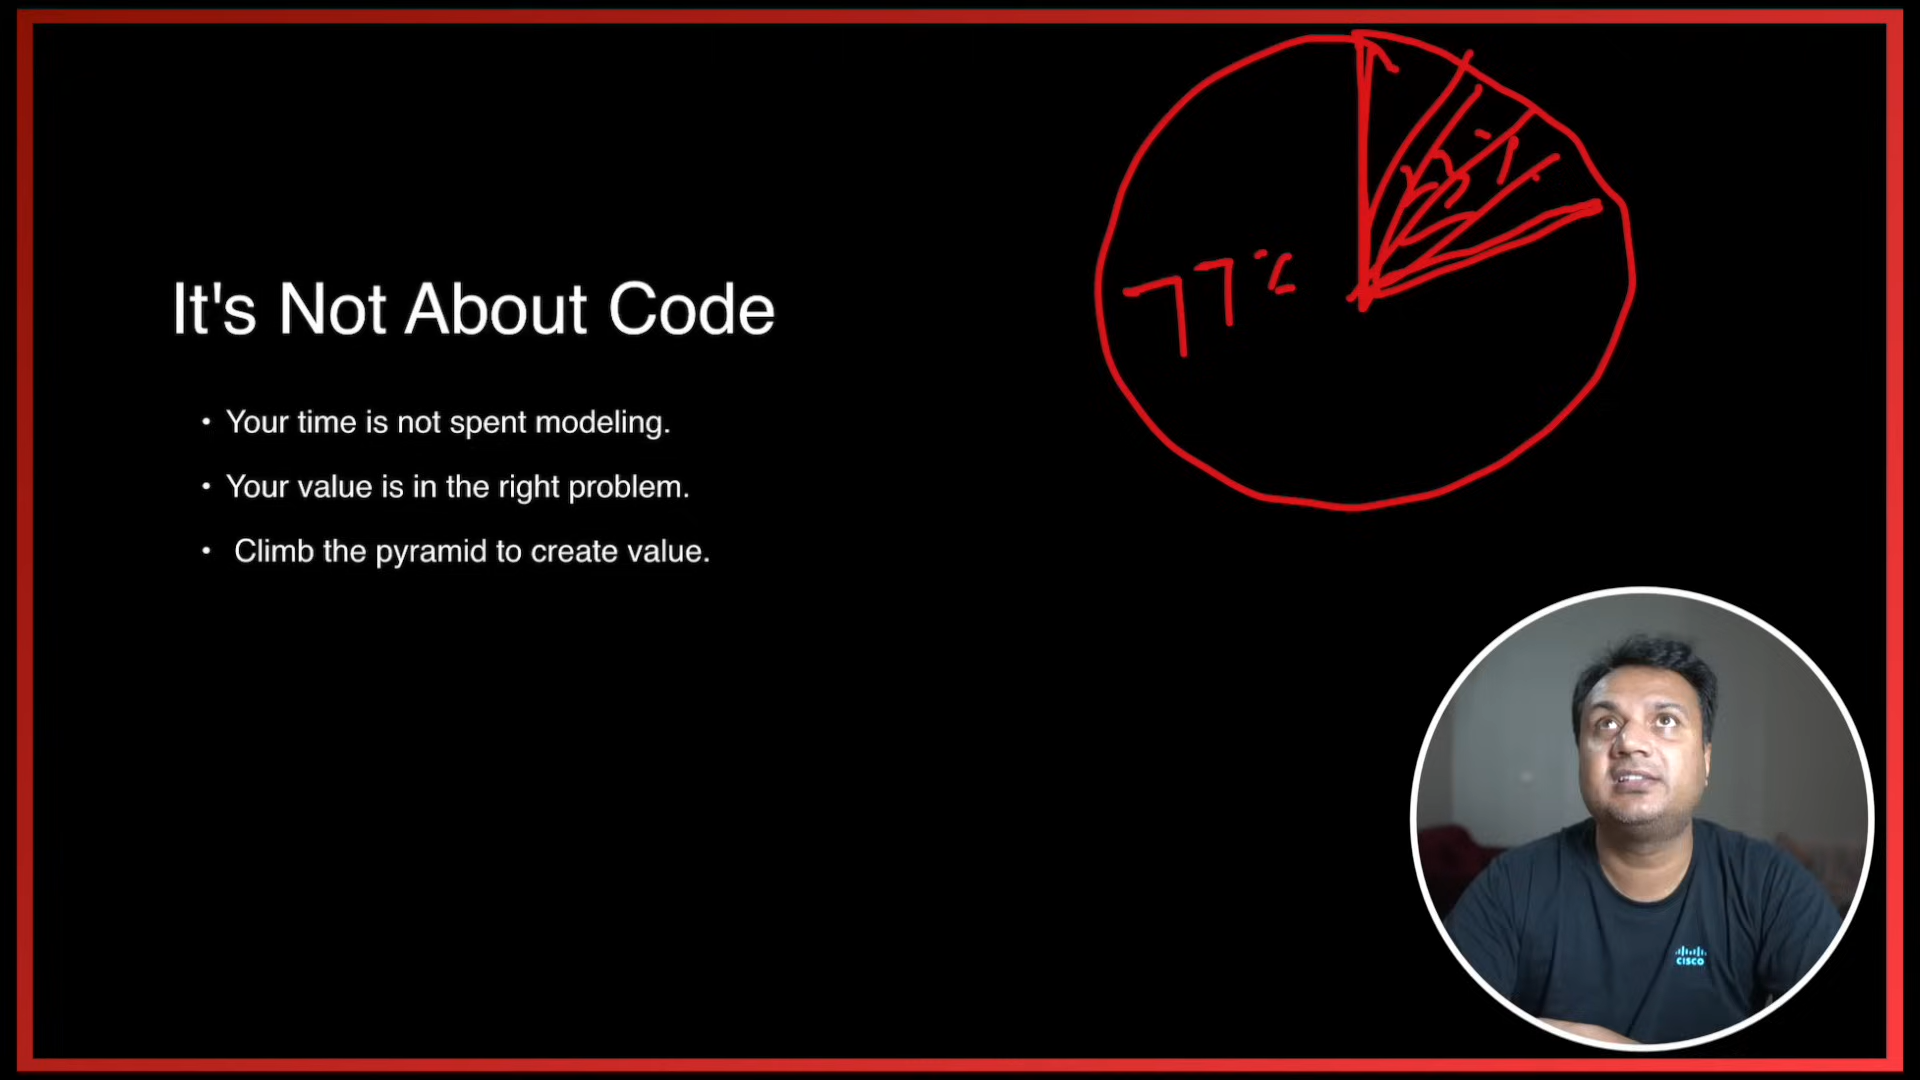 It's Not About Code
• Your time is not spent modeling.
• Your value is in the right problem.
• Climb the pyramid to create value.
77%
23%
CISCO